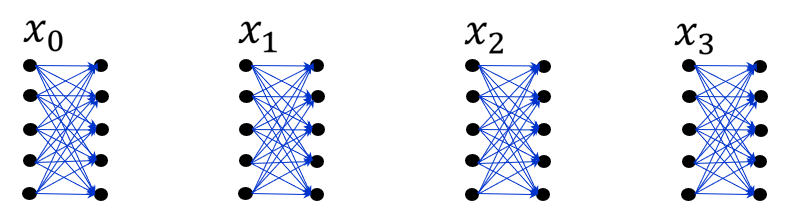 x₀ x₁ x₂ x₃